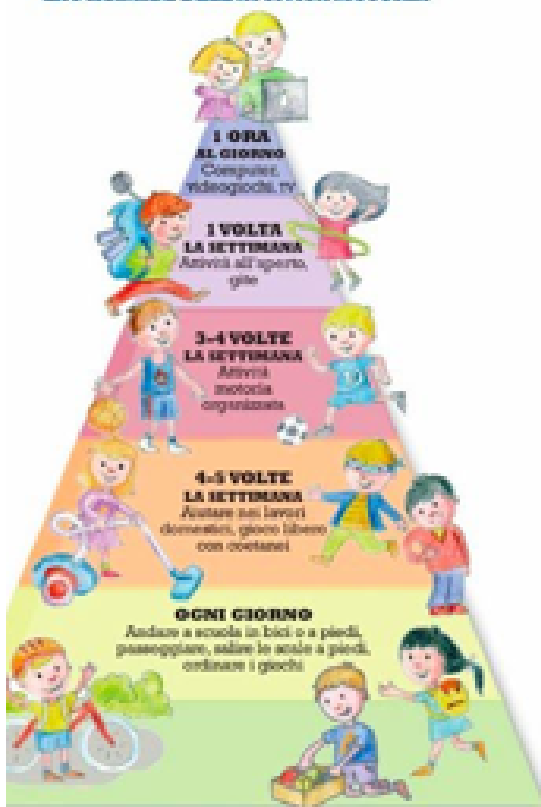 1 ORA
AL GIORNO
Computer,
videogiochi, TV
1 VOLTA
LA SETTIMANA
Attività all'aperto,
gite
3-4 VOLTE
LA SETTIMANA
Attività
motoria
organizzata
4-5 VOLTE
LA SETTIMANA
Aiutare nei lavori
domestici, gioco libero
con coetanei
OGNI GIORNO
Andare a scuola in bici o a piedi,
passeggiare, salire le scale a piedi,
ordinare i giochi